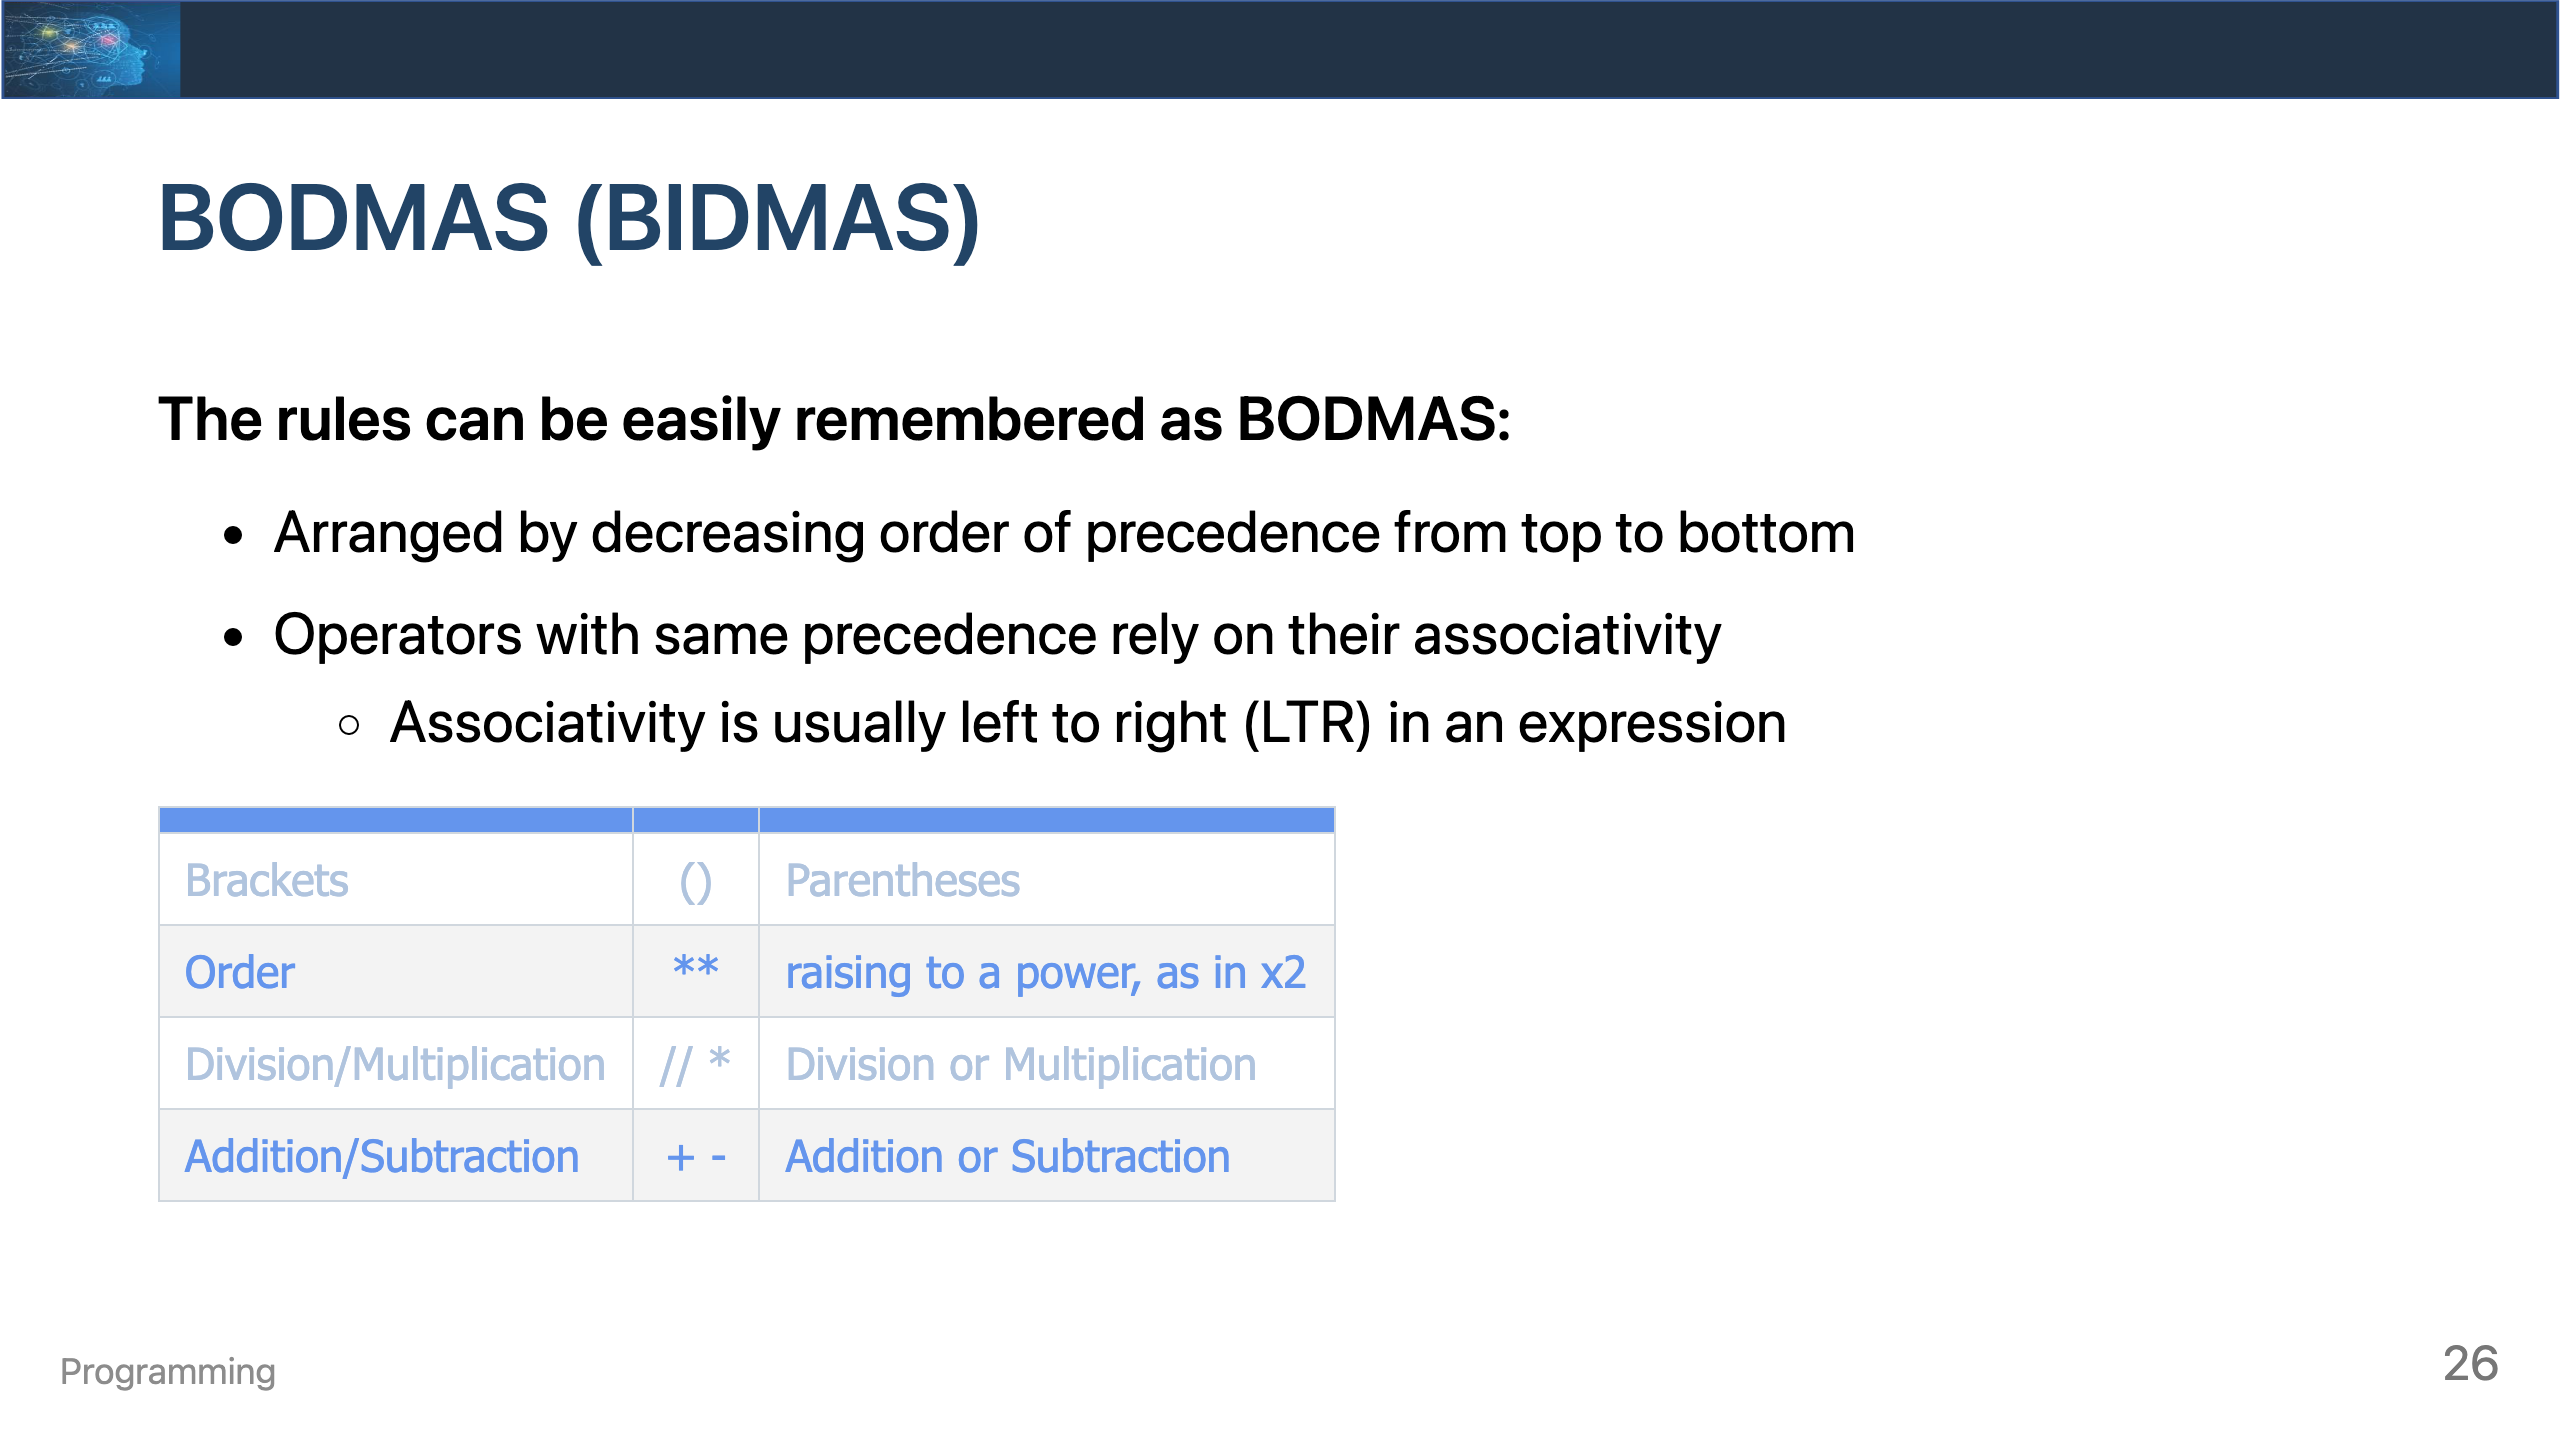 BODMAS (BIDMAS)
The rules can be easily remembered as BODMAS:
• Arranged by decreasing order of precedence from top to bottom
• Operators with same precedence rely on their associativity
○ Associativity is usually left to right (LTR) in an expression
Brackets () Parentheses
Order ** raising to a power, as in x2
Division/Multiplication // * Division or Multiplication
Addition/Subtraction + - Addition or Subtraction
Programming
26